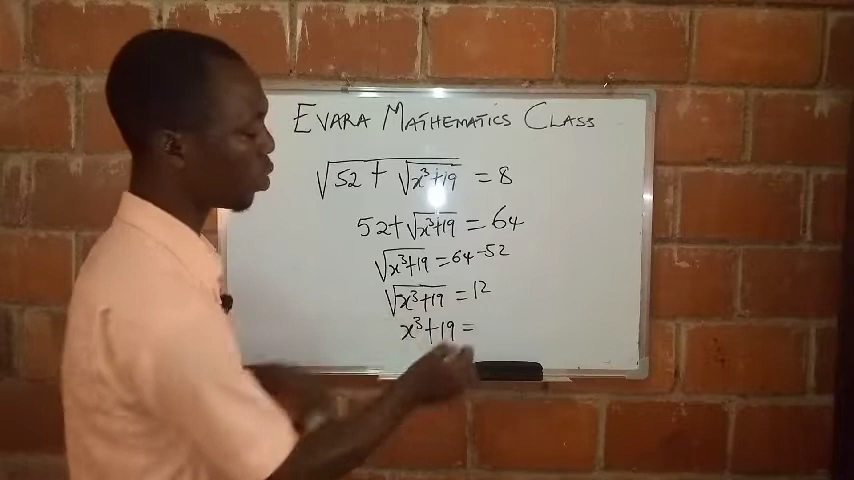 EVARA MATHEMATICS CLASS
√(52 + √(x³+19)) = 8
52+√(x³+19) = 64
√(x³+19) = 64-52
√(x³+19) = 12
x³+19 =